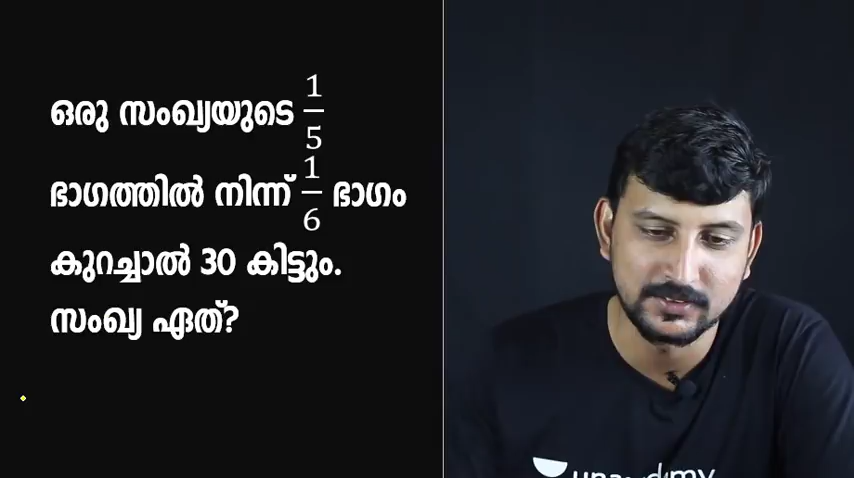 ഒരു സംഖ്യയുടെ 1/5
ഭാഗത്തിൽ നിന്ന് 1/6 ഭാഗം
കുറച്ചാൽ 30 കിട്ടും.
സംഖ്യ ഏത്?